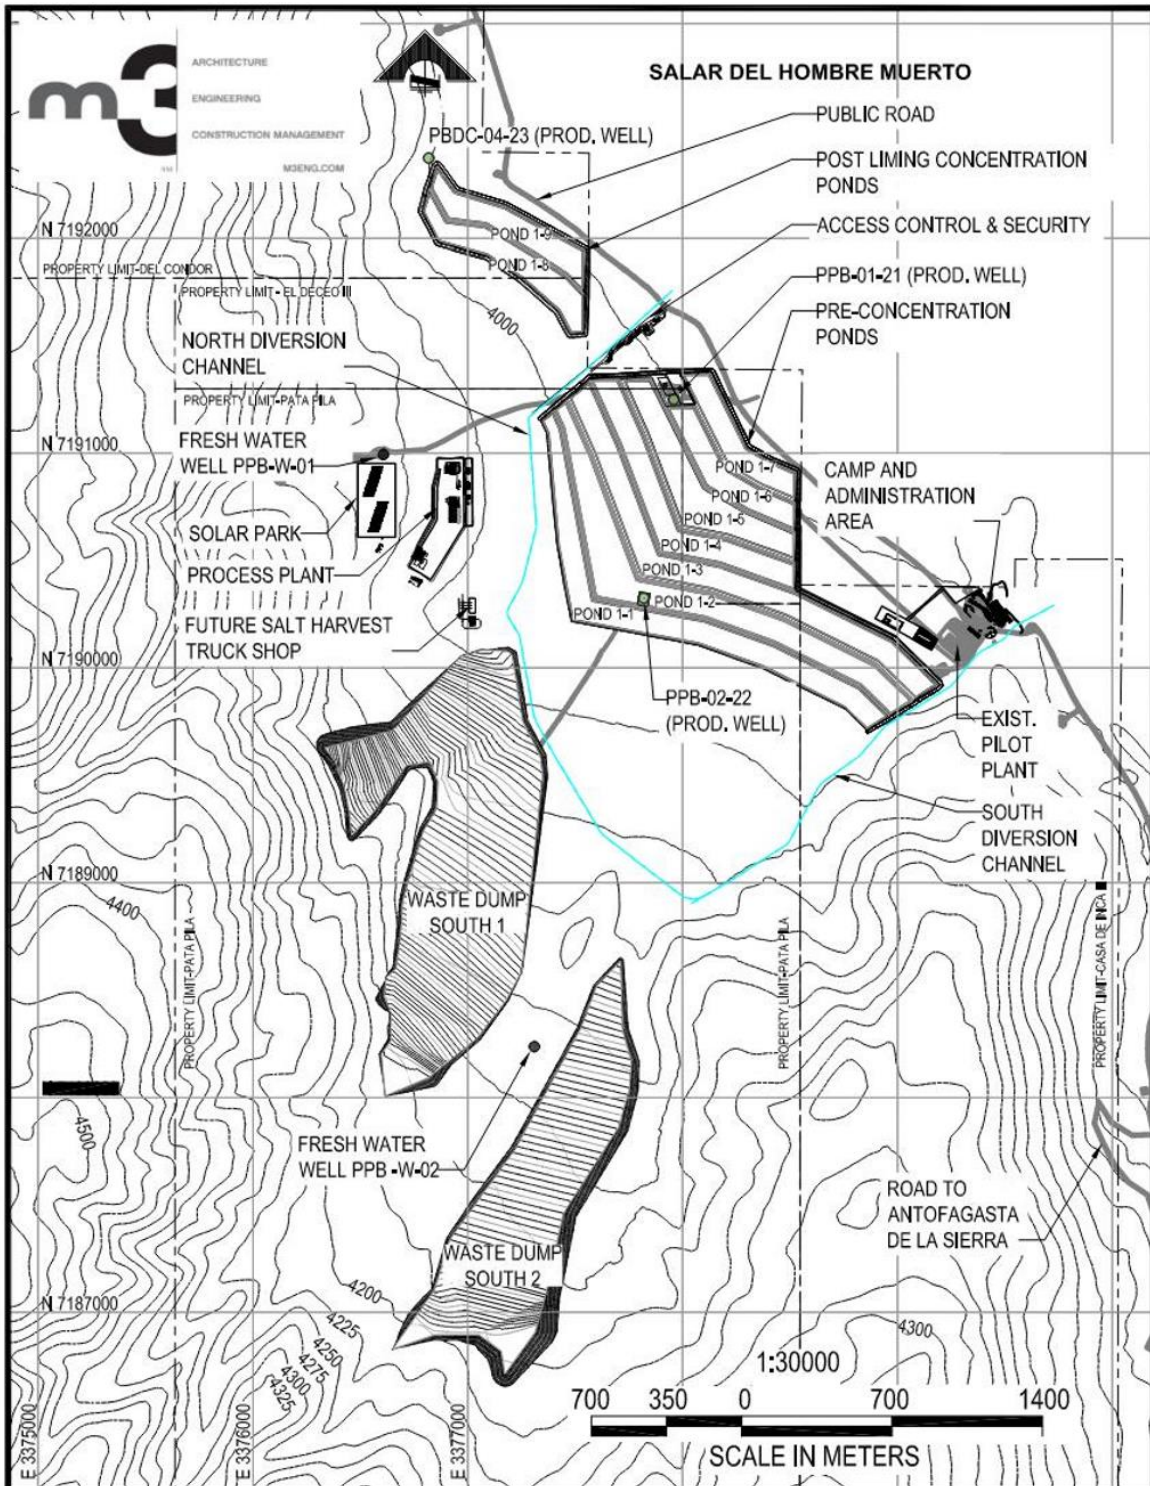 m3
ARCHITECTURE
ENGINEERING
CONSTRUCTION MANAGEMENT
M3ENG.COM
SALAR DEL HOMBRE MUERTO
PUBLIC ROAD
PBDC-04-23 (PROD. WELL)
POST LIMING CONCENTRATION
PONDS
ACCESS CONTROL & SECURITY
N 7192000
POND 1-9
POND 1-8
PROPERTY LIMIT-DEL CONDOR
PROPERTY LIMIT- EL DECEO III
PPB-01-21 (PROD. WELL)
PRE-CONCENTRATION
PONDS
4000
NORTH DIVERSION
CHANNEL
PROPERTY LIMIT-PATA PILA
N 7191000
FRESH WATER
WELL PPB-W-01
SOLAR PARK
PROCESS PLANT
FUTURE SALT HARVEST
TRUCK SHOP
POND 1-7
POND 1-6
POND 1-5
POND 1-4
POND 1-3
POND 1-2
POND 1-1
CAMP AND
ADMINISTRATION
AREA
N 7190000
PPB-02-22
(PROD. WELL)
EXIST.
PILOT
PLANT
SOUTH
DIVERSION
CHANNEL
N 7189000
4400
WASTE DUMP
SOUTH 1
PROPERTY LIMIT-PATA PILA
PROPERTY LIMIT-PATA PILA
PROPERTY LIMIT-CASA DE INCA
4500
FRESH WATER
WELL PPB -W-02
ROAD TO
ANTOFAGASTA
DE LA SIERRA
WASTE DUMP
SOUTH 2
N 7187000
4200
4225
4250
4275
4300
4325
4300
1:30000
700 350 0 700 1400
SCALE IN METERS
E 3375000
E 3376000
E 3377000